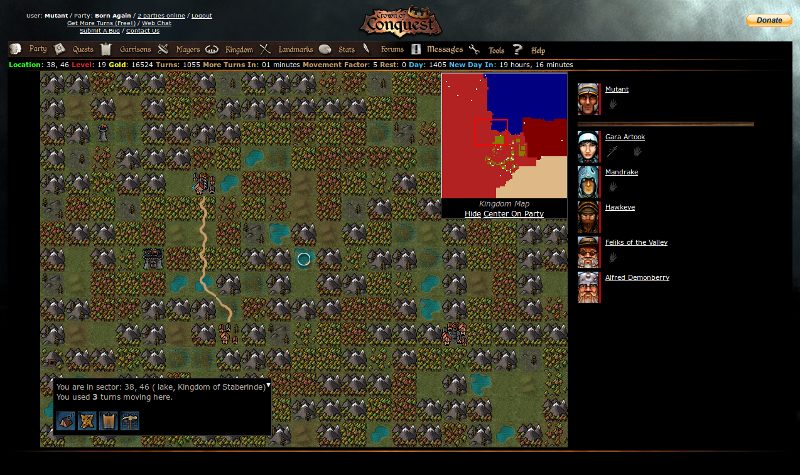 User: Mutant / Party: Born Again / 2 parties online / Logout
Get More Turns (Free!) / Web Chat
Submit A Bug / Contact Us
Crown of
Conquest
Donate
Party Quests Garrisons Mayors Kingdom Landmarks Stats Forums Messages Tools Help
Location: 38, 46 Level: 19 Gold: 16524 Turns: 1055 More Turns In: 01 minutes Movement Factor: 5 Rest: 0 Day: 1405 New Day In: 19 hours, 16 minutes
Kingdom Map
Hide Center On Party
Mutant
Gara Artook
Mandrake
Hawkeye
Feliks of the Valley
Alfred Demonberry
You are in sector: 38, 46 ( lake, Kingdom of Staberinde)
You used 3 turns moving here.